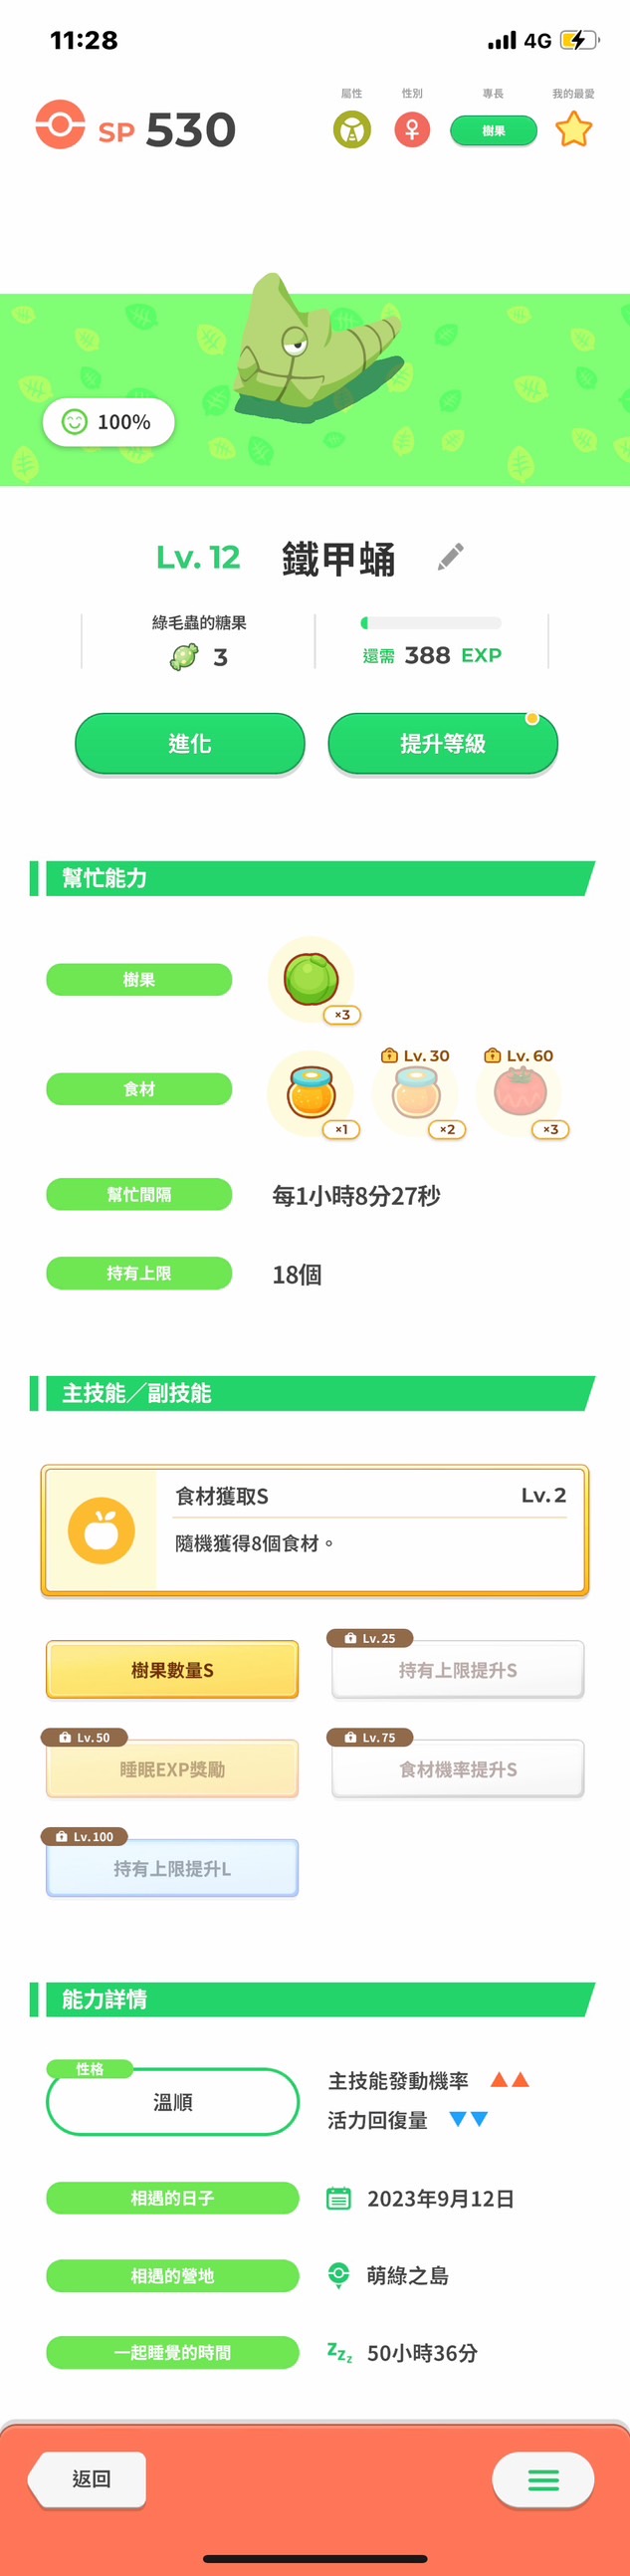 11:28
4G
屬性 性別 專長 我的最愛
SP 530
樹果
100%
Lv. 12 鐵甲蛹
綠毛蟲的糖果
3
還需 388 EXP
進化 提升等級
幫忙能力
樹果
×3
食材
Lv. 30 Lv. 60
×1 ×2 ×3
幫忙間隔 每1小時8分27秒
持有上限 18個
主技能／副技能
食材獲取S Lv. 2
隨機獲得8個食材。
Lv. 25
樹果數量S 持有上限提升S
Lv. 50 Lv. 75
睡眠EXP獎勵 食材機率提升S
Lv. 100
持有上限提升L
能力詳情
性格
溫順
主技能發動機率
活力回復量
相遇的日子 2023年9月12日
相遇的營地 萌綠之島
一起睡覺的時間 50小時36分
返回